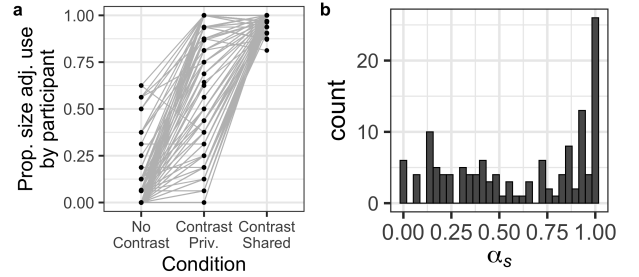 a
Prop. size adj. use
by participant
1.00
0.75
0.50
0.25
0.00
No
Contrast
Contrast
Priv.
Contrast
Shared
Condition
b
count
20
10
0
0.00 0.25 0.50 0.75 1.00
αs